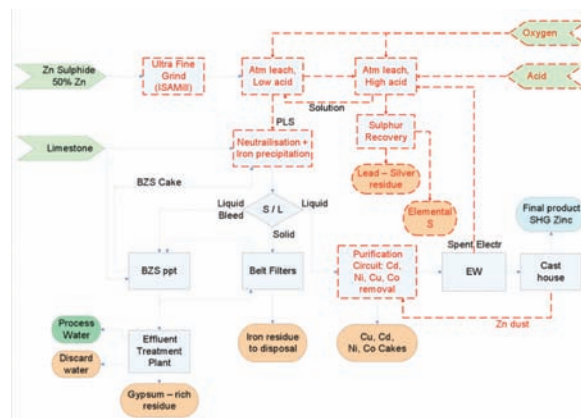 Oxygen
Zn Sulphide
50% Zn
Ultra Fine
Grind
(ISAMill)
Atm leach,
Low acid
Atm leach,
High acid
Acid
Solution
PLS
Limestone
Neutrailisation +
Iron precipitation
Sulphur
Recovery
BZS Cake
Lead – Silver
residue
Liquid
Bleed
S / L
Liquid
Elemental
S
Final product
SHG Zinc
Solid
Spent Electr
BZS ppt
Belt Filters
Purification
Circuit: Cd,
Ni, Cu, Co
removal
EW
Cast
house
Zn dust
Process
Water
Effluent
Treatment
Plant
Iron residue
to disposal
Cu, Cd,
Ni, Co Cakes
Discard
water
Gypsum – rich
residue